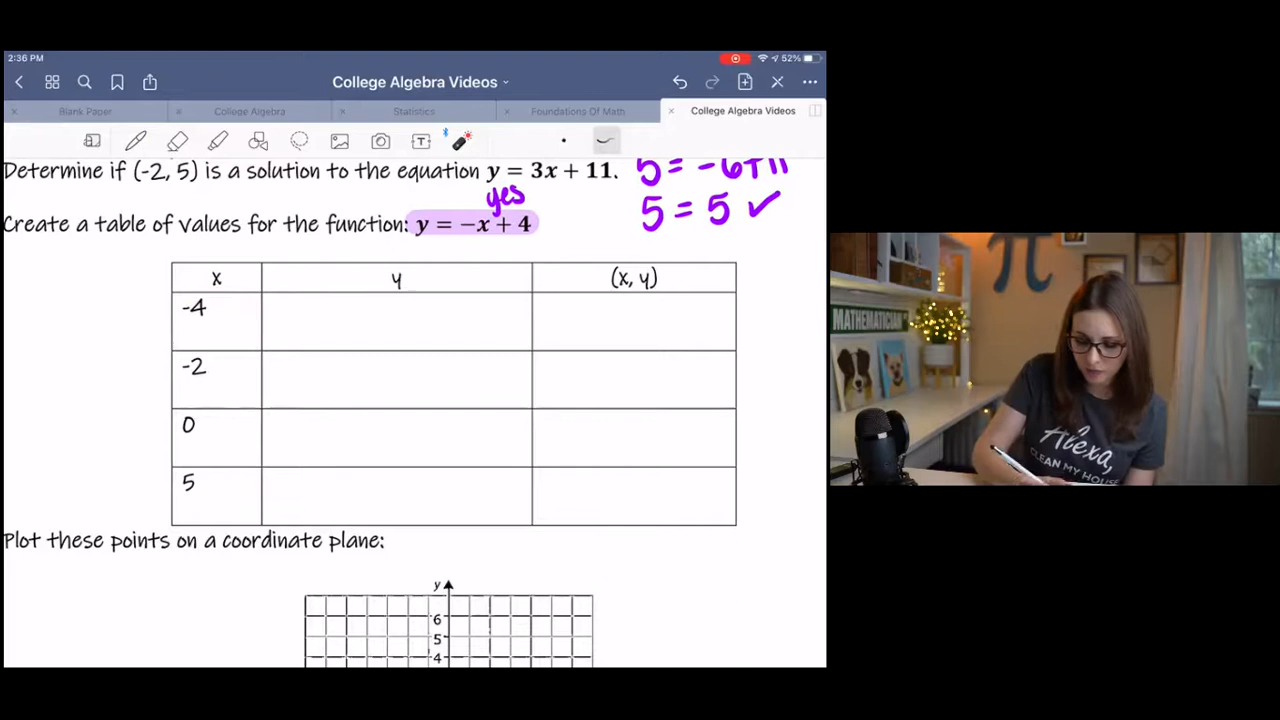 2:36 PM
52%
College Algebra Videos
Blank Paper
College Algebra
Statistics
Foundations Of Math
College Algebra Videos
Determine if (-2, 5) is a solution to the equation y = 3x + 11.
5 = -6+11
yes
5 = 5 ✓
Create a table of values for the function: y = −x + 4
x y (x, y)
-4
-2
0
5
Plot these points on a coordinate plane:
y
6
5
4
MATHEMATICIAN
Alexa,
CLEAN MY HOUSE